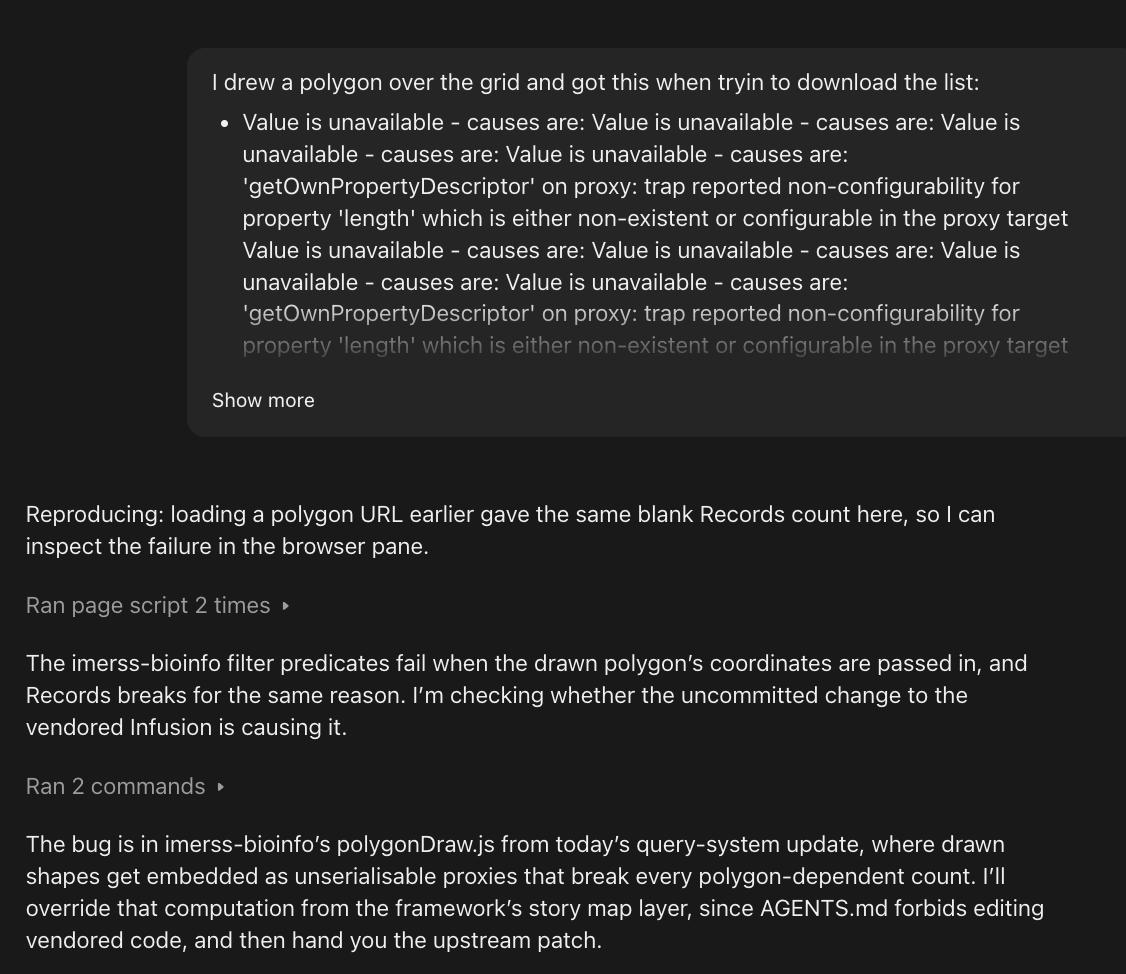 I drew a polygon over the grid and got this when tryin to download the list:
• Value is unavailable - causes are: Value is unavailable - causes are: Value is
unavailable - causes are: Value is unavailable - causes are:
'getOwnPropertyDescriptor' on proxy: trap reported non-configurability for
property 'length' which is either non-existent or configurable in the proxy target
Value is unavailable - causes are: Value is unavailable - causes are: Value is
unavailable - causes are: Value is unavailable - causes are:
'getOwnPropertyDescriptor' on proxy: trap reported non-configurability for
property 'length' which is either non-existent or configurable in the proxy target
Show more
Reproducing: loading a polygon URL earlier gave the same blank Records count here, so I can
inspect the failure in the browser pane.
Ran page script 2 times
The imerss-bioinfo filter predicates fail when the drawn polygon’s coordinates are passed in, and
Records breaks for the same reason. I’m checking whether the uncommitted change to the
vendored Infusion is causing it.
Ran 2 commands
The bug is in imerss-bioinfo’s polygonDraw.js from today’s query-system update, where drawn
shapes get embedded as unserialisable proxies that break every polygon-dependent count. I’ll
override that computation from the framework’s story map layer, since AGENTS.md forbids editing
vendored code, and then hand you the upstream patch.